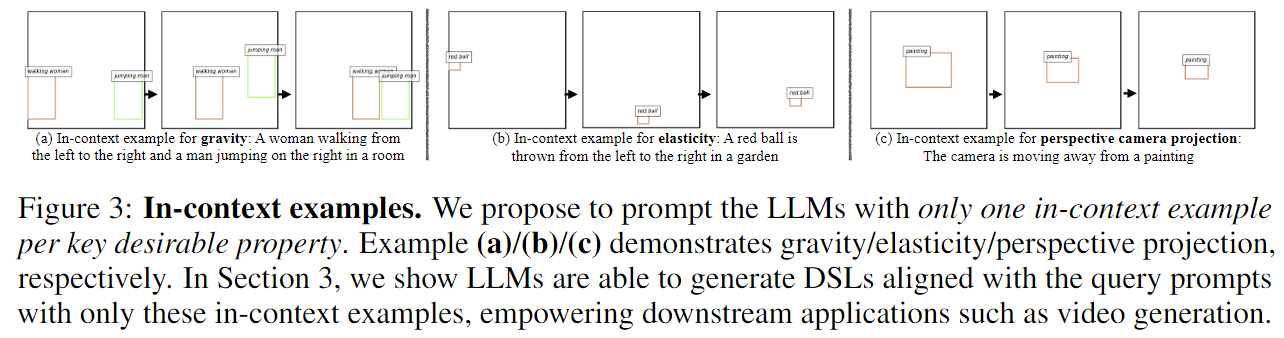 walking woman
jumping man
walking woman
jumping man
walking wo
jumping man
red ball
red ball
red ball
painting
painting
painting
(a) In-context example for gravity: A woman walking from
the left to the right and a man jumping on the right in a room
(b) In-context example for elasticity: A red ball is
thrown from the left to the right in a garden
(c) In-context example for perspective camera projection:
The camera is moving away from a painting
Figure 3: In-context examples. We propose to prompt the LLMs with only one in-context example
per key desirable property. Example (a)/(b)/(c) demonstrates gravity/elasticity/perspective projection,
respectively. In Section 3, we show LLMs are able to generate DSLs aligned with the query prompts
with only these in-context examples, empowering downstream applications such as video generation.